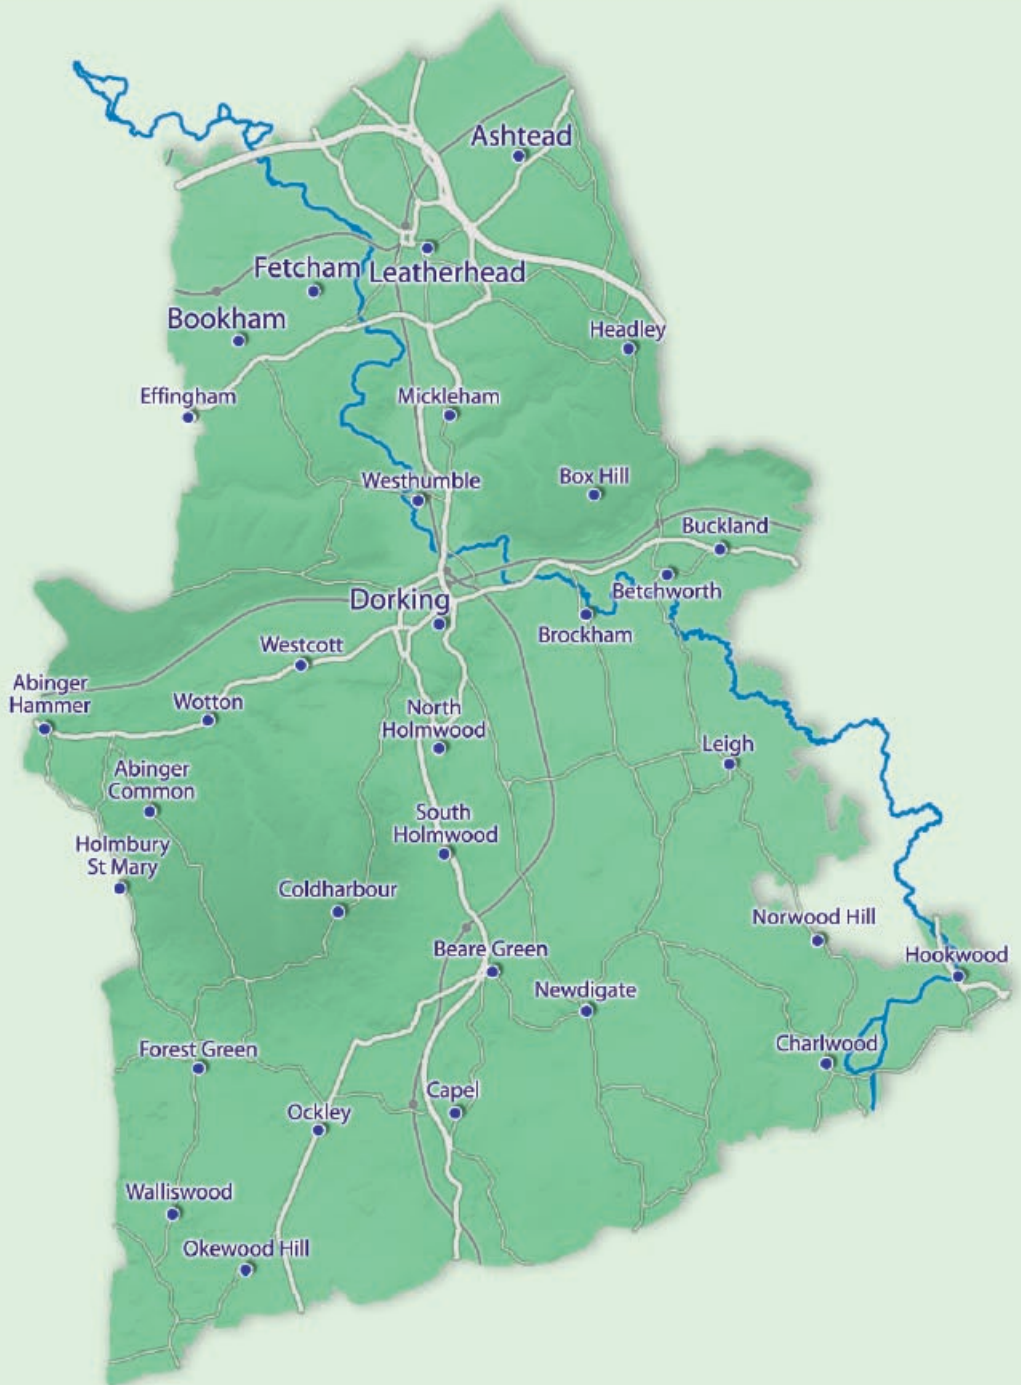 Ashtead
Fetcham
Leatherhead
Bookham
Headley
Effingham
Mickleham
Westhumble
Box Hill
Buckland
Betchworth
Dorking
Brockham
Westcott
Abinger
Hammer
Wotton
North
Holmwood
Leigh
Abinger
Common
South
Holmwood
Holmbury
St Mary
Coldharbour
Norwood Hill
Beare Green
Hookwood
Newdigate
Forest Green
Charlwood
Capel
Ockley
Walliswood
Okewood Hill